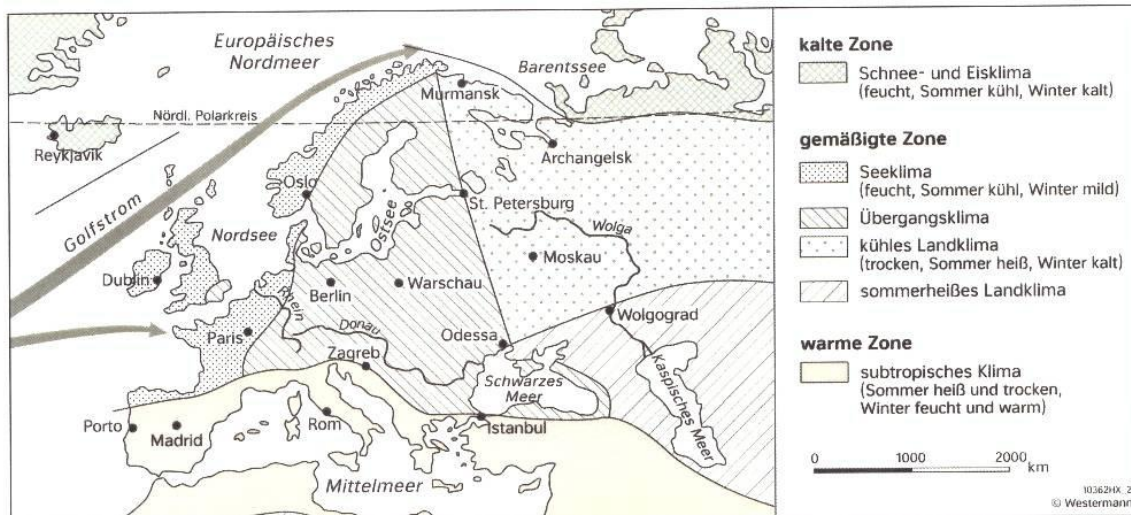 Europäisches
Nordmeer
Barentssee
Murmansk
Nördl. Polarkreis
Reykjavik
Archangelsk
Oslo
St. Petersburg
Golfstrom
Ostsee
Wolga
Nordsee
Moskau
Dublin
Berlin
Warschau
Rhein
Wolgograd
Paris
Donau
Odessa
Zagreb
Schwarzes
Meer
Kaspisches Meer
Porto
Madrid
Rom
Istanbul
Mittelmeer
kalte Zone
Schnee- und Eisklima
(feucht, Sommer kühl, Winter kalt)
gemäßigte Zone
Seeklima
(feucht, Sommer kühl, Winter mild)
Übergangsklima
kühles Landklima
(trocken, Sommer heiß, Winter kalt)
sommerheißes Landklima
warme Zone
subtropisches Klima
(Sommer heiß und trocken,
Winter feucht und warm)
0 1000 2000 km
10362HX_2
© Westermann